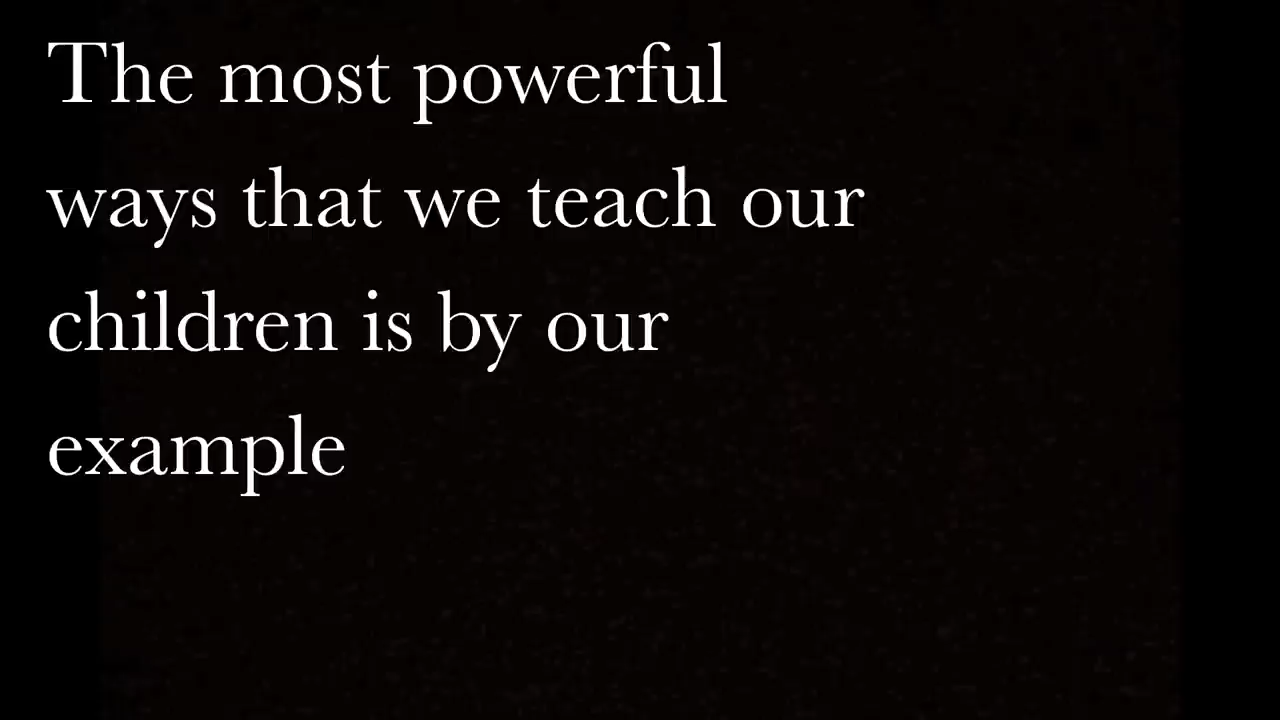 The most powerful
ways that we teach our
children is by our
example